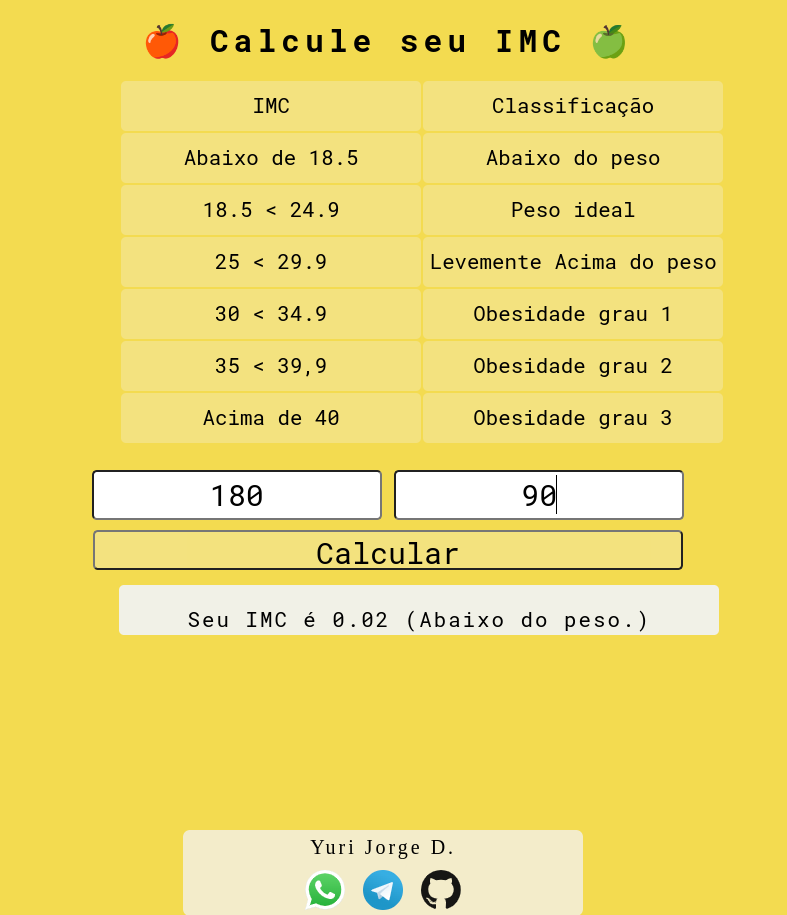 🍎 Calcule seu IMC 🍏
IMC Classificação
Abaixo de 18.5 Abaixo do peso
18.5 < 24.9 Peso ideal
25 < 29.9 Levemente Acima do peso
30 < 34.9 Obesidade grau 1
35 < 39,9 Obesidade grau 2
Acima de 40 Obesidade grau 3
180 90
Calcular
Seu IMC é 0.02 (Abaixo do peso.)
Yuri Jorge D.